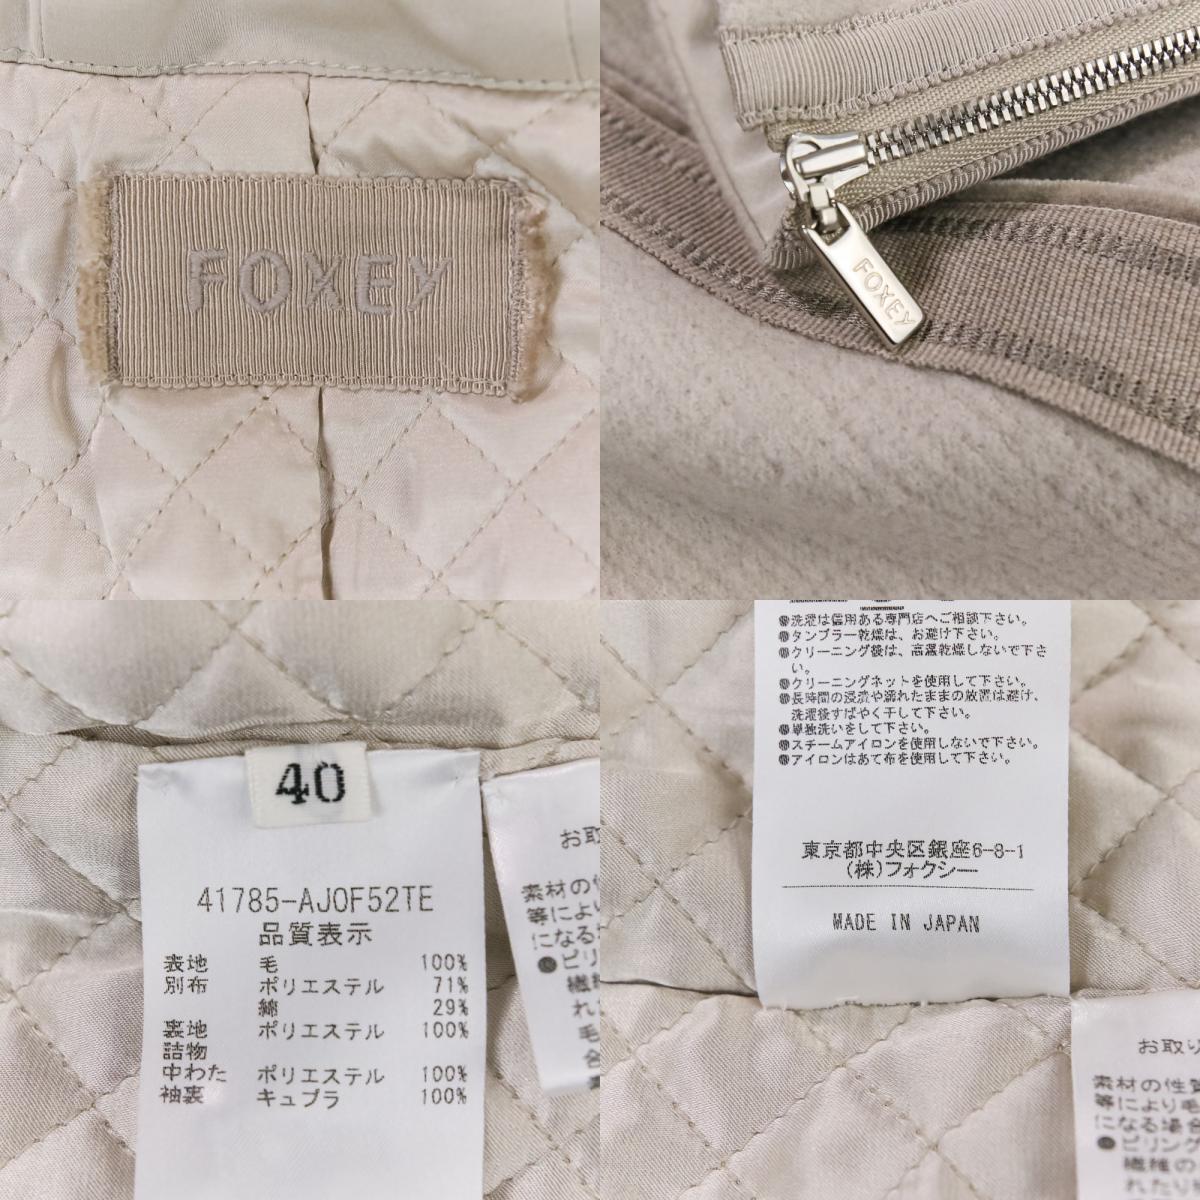 FOXEY
FOXEY
40
41785-AJOF52TE
品質表示
表地 毛 100%
別布 ポリエステル 71%
綿 29%
裏地 ポリエステル 100%
詰物
中わた ポリエステル 100%
袖裏 キュプラ 100%
お取
素材の性
等によ
になる場
●ピリ
繊維
れた
毛
合
●洗濯は信用ある専門店へご相談下さい。
●タンブラー乾燥は、お避け下さい。
●クリーニング後は、高温乾燥しないで下さ
い。
●クリーニングネットを使用して下さい。
●長時間の浸漬や濡れたままの放置は避け、
洗濯後すばやく干して下さい。
●単独洗いをして下さい。
●スチームアイロンを使用しないで下さい。
●アイロンはあて布を使用して下さい。
東京都中央区銀座6-8-1
(株)フォクシー
MADE IN JAPAN
お取り
素材の性質
等により毛
になる場合
●ピリング
繊維の
れたり